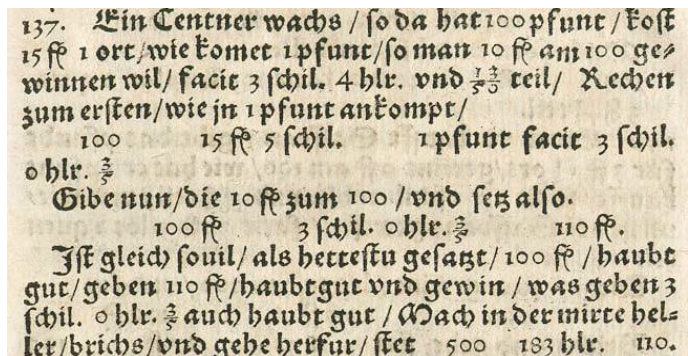 137. Ein Centner wachs / so da hat 100 pfunt / kost
15 fl 1 ort / wie komet 1 pfunt / so man 10 fl am 100 ge⸗
winnen wil / facit 3 schil. 4 hlr. vnd 13/50 teil / Rechen
zum ersten / wie jn 1 pfunt ankompt /
100 15 fl 5 schil. 1 pfunt facit 3 schil.
0 hlr. 3/5
Gibe nun / die 10 fl zum 100 / vnd setz also.
100 fl 3 schil. 0 hlr. 3/5 110 fl.
Ist gleich souil / als hettestu gesatzt / 100 fl / haubt
gut / geben 110 fl / haubtgut vnd gewin / was geben 3
schil. 0 hlr. 3/5 auch haubt gut / Mach in der mitte hel⸗
ler / brichs / vnd gehe herfur / stet 500 183 hlr. 110.